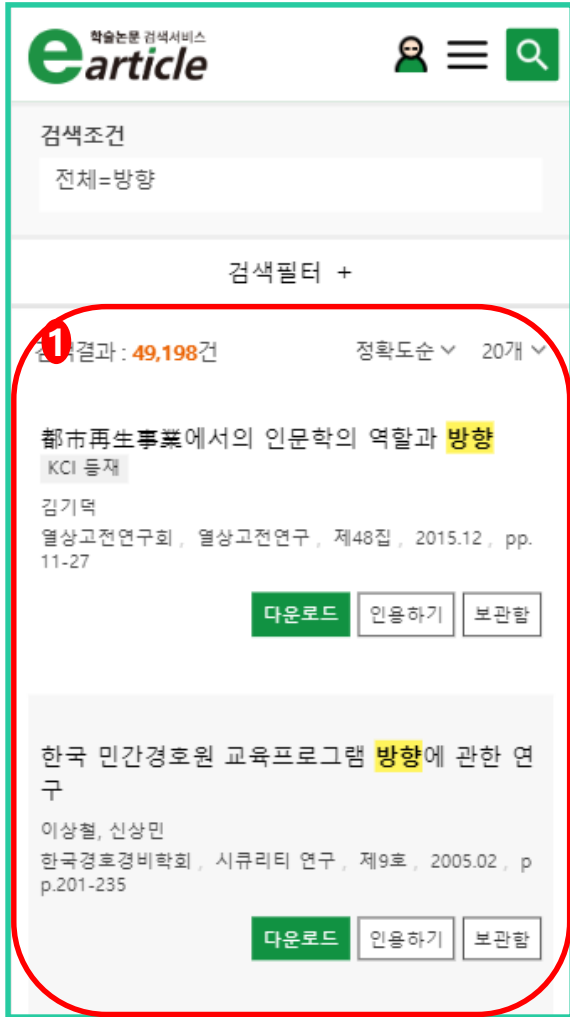 학술논문 검색서비스
earticle
검색조건
전체=방향
검색필터 +
1
결과 : 49,198건 정확도순 20개
都市再生事業에서의 인문학의 역할과 방향
KCI 등재
김기덕
열상고전연구회 , 열상고전연구 , 제48집 , 2015.12 , pp.
11-27
다운로드 인용하기 보관함
한국 민간경호원 교육프로그램 방향에 관한 연
구
이상철, 신상민
한국경호경비학회 , 시큐리티 연구 , 제9호 , 2005.02 , p
p.201-235
다운로드 인용하기 보관함